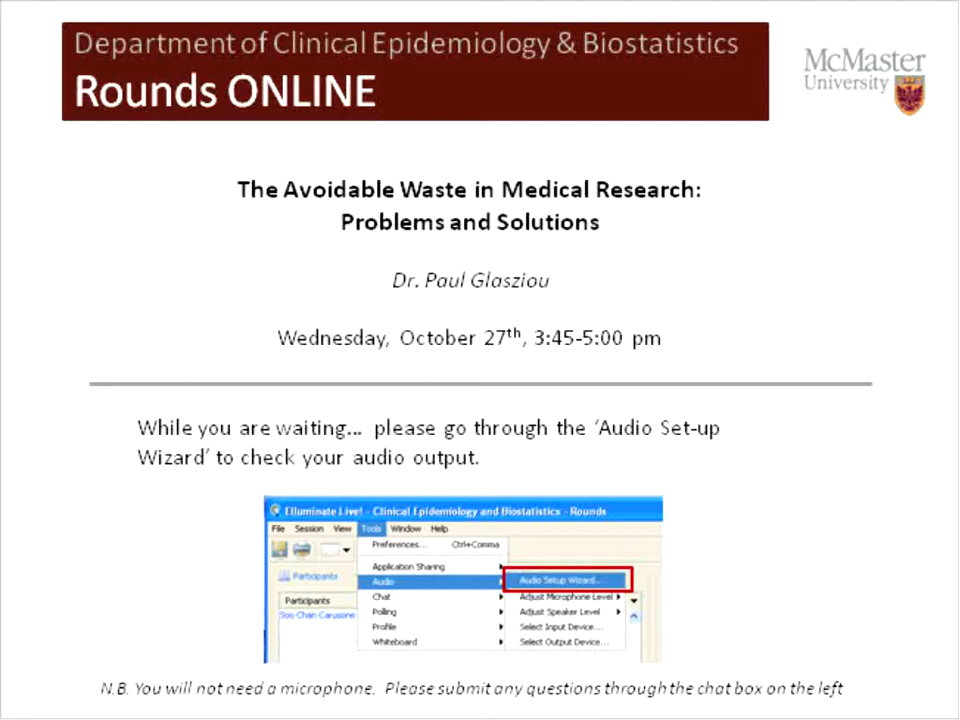 Department of Clinical Epidemiology & Biostatistics
Rounds ONLINE
McMaster
University
The Avoidable Waste in Medical Research:
Problems and Solutions
Dr. Paul Glasziou
Wednesday, October 27th, 3:45-5:00 pm
While you are waiting... please go through the ‘Audio Set-up
Wizard’ to check your audio output.
Elluminate Live! - Clinical Epidemiology and Biostatistics - Rounds
File Session View Tools Window Help
Preferences... Ctrl+Comma
Application Sharing
Participants
Audio
Audio Setup Wizard...
Participants
Chat
Adjust Microphone Level
Soo Chan Carusone
Polling
Adjust Speaker Level
Profile
Select Input Device...
Whiteboard
Select Output Device...
N.B. You will not need a microphone. Please submit any questions through the chat box on the left